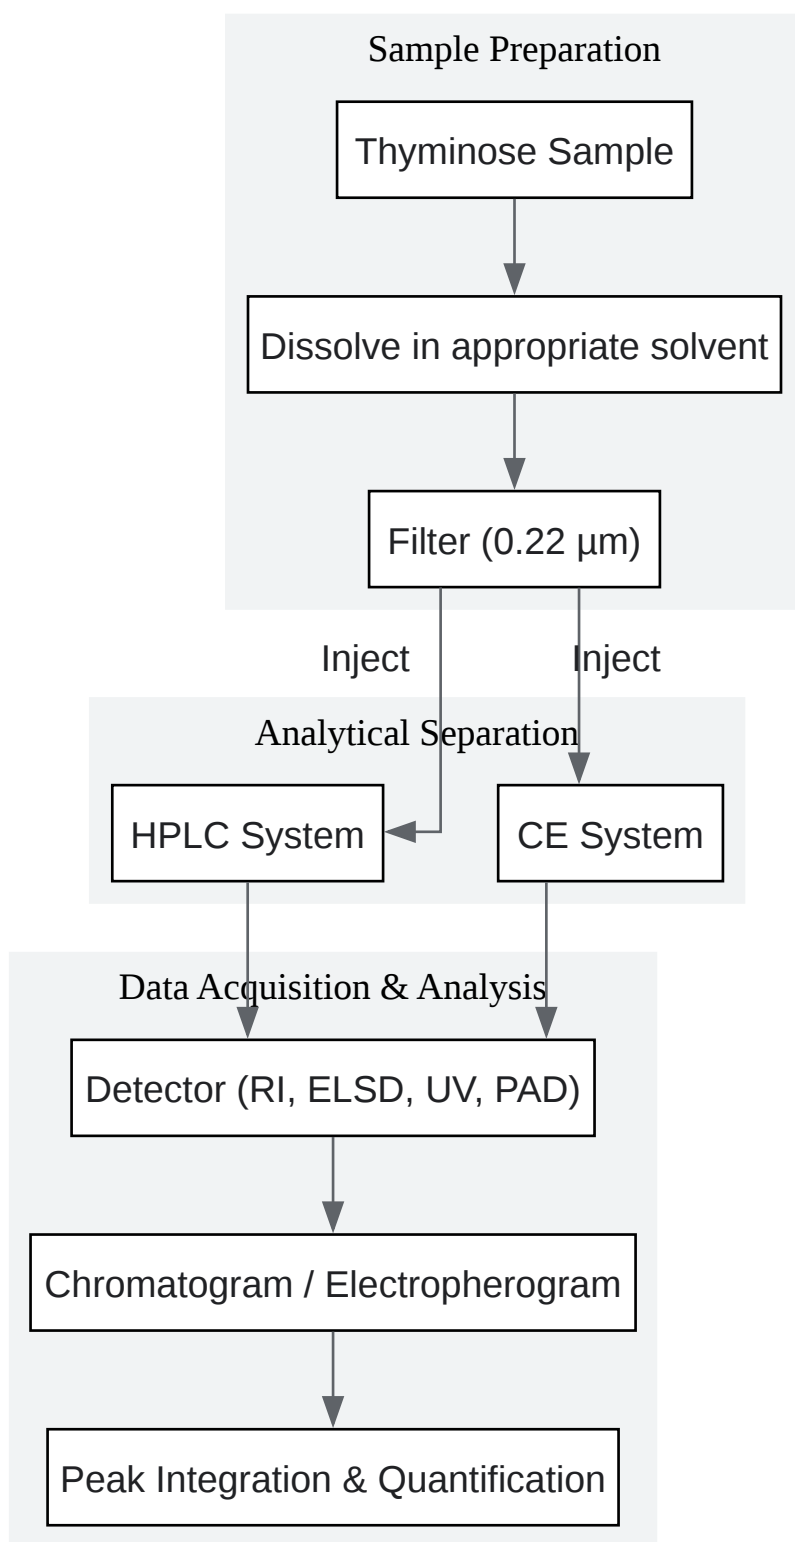 Sample Preparation
Thyminose Sample
Dissolve in appropriate solvent
Filter (0.22 µm)
Inject
Inject
Analytical Separation
HPLC System
CE System
Data Acquisition & Analysis
Detector (RI, ELSD, UV, PAD)
Chromatogram / Electropherogram
Peak Integration & Quantification